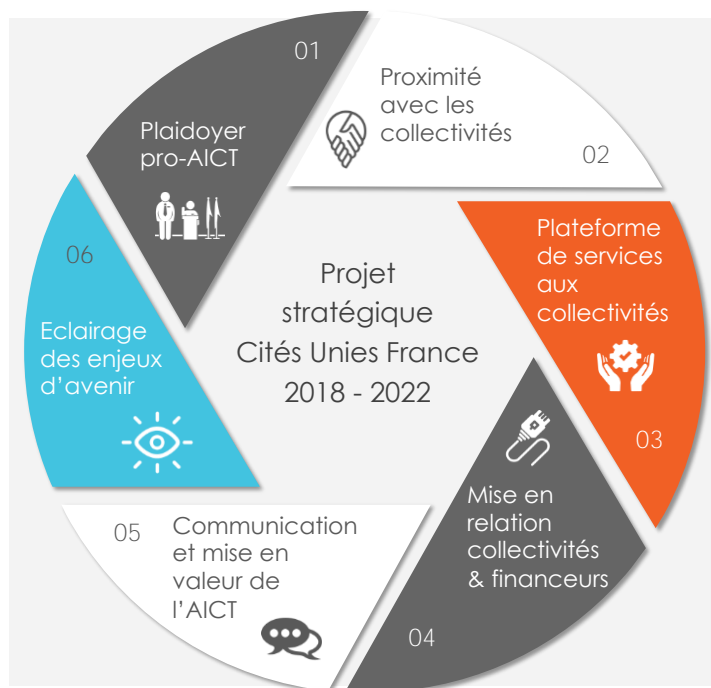 01
Plaidoyer
pro-AICT
Proximité
avec les
collectivités
02
Plateforme
de services
aux
collectivités
03
Mise en
relation
collectivités
& financeurs
04
05
Communication
et mise en
valeur de
l'AICT
06
Eclairage
des enjeux
d'avenir
Projet
stratégique
Cités Unies France
2018 - 2022